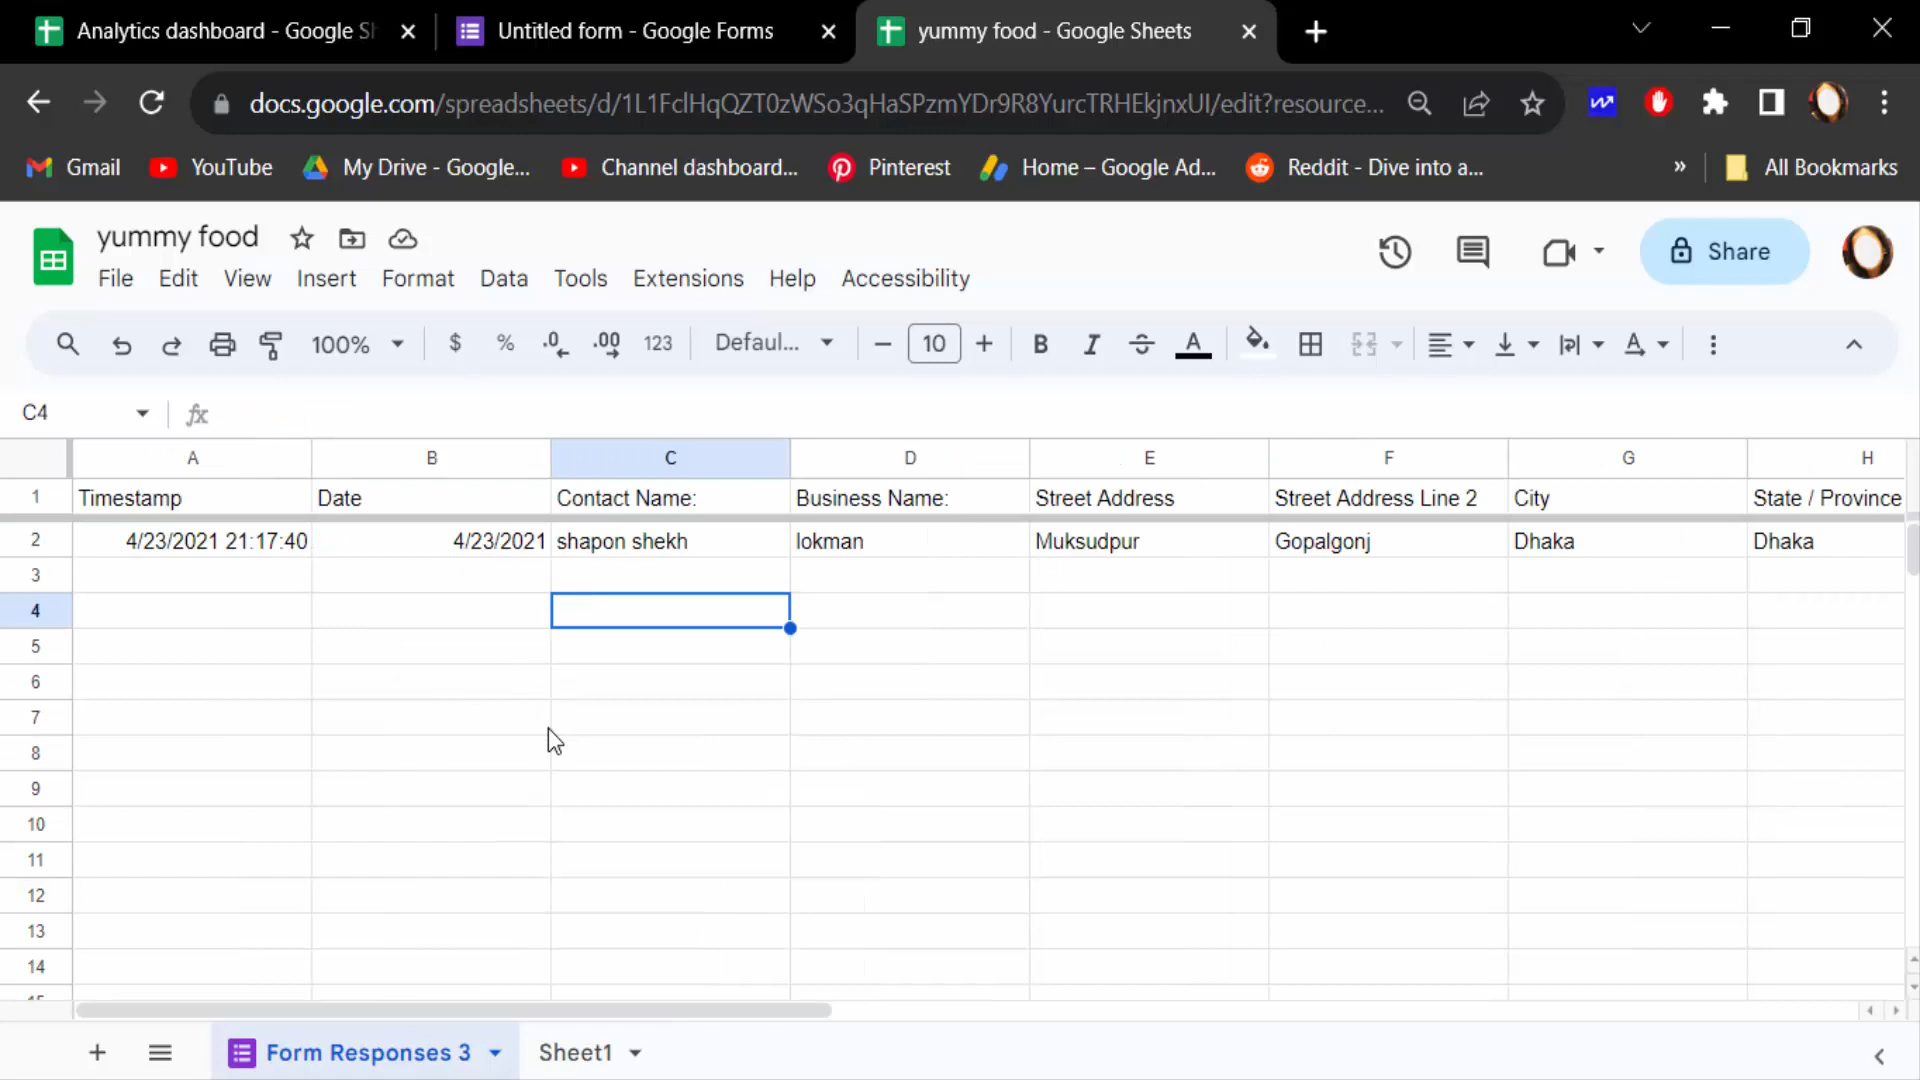 Analytics dashboard - Google Sh
Untitled form - Google Forms
yummy food - Google Sheets
docs.google.com/spreadsheets/d/1L1FclHqQZT0zWSo3qHaSPzmYDr9R8YurcTRHEkjnxUI/edit?resource...
Gmail YouTube My Drive - Google... Channel dashboard... Pinterest Home – Google Ad... Reddit - Dive into a... » All Bookmarks
yummy food
File Edit View Insert Format Data Tools Extensions Help Accessibility
Share
100% $ % .0 .00 123 Defaul... 10 B I A A
C4 fx
A B C D E F G H
1 Timestamp Date Contact Name: Business Name: Street Address Street Address Line 2 City State / Province
2 4/23/2021 21:17:40 4/23/2021 shapon shekh lokman Muksudpur Gopalgonj Dhaka Dhaka
3
4
5
6
7
8
9
10
11
12
13
14
15
Form Responses 3 Sheet1